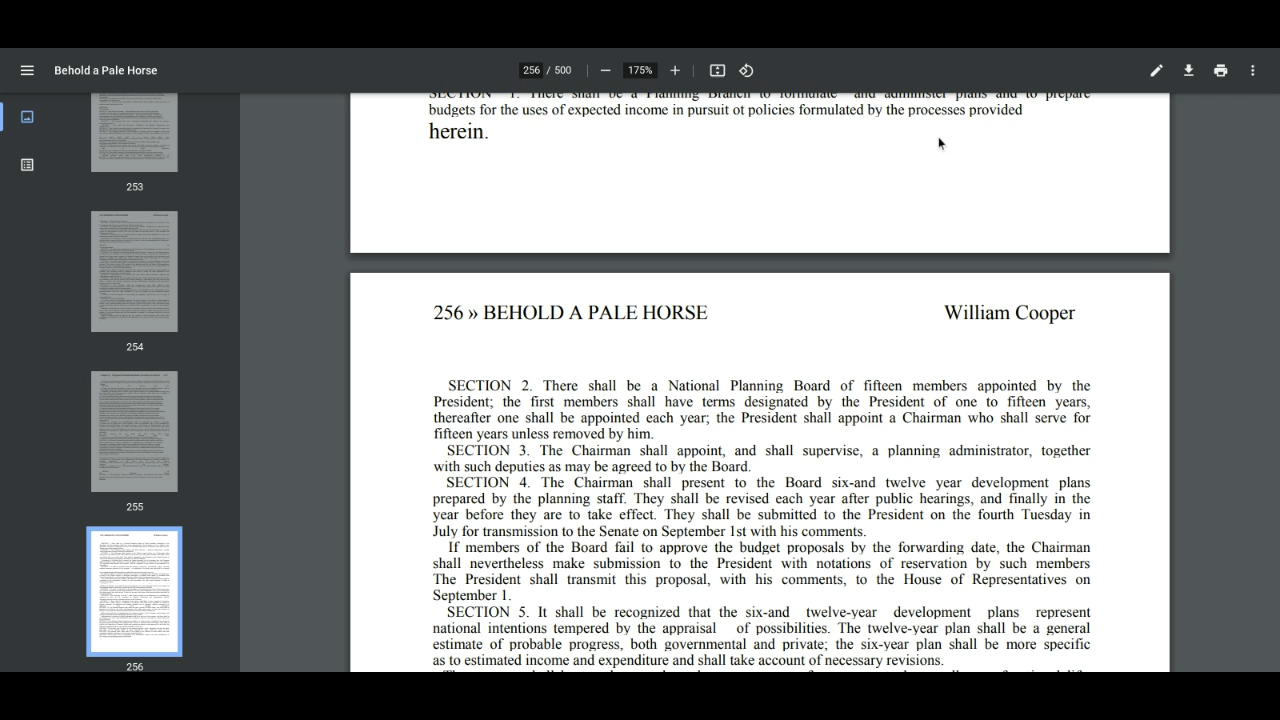 Behold a Pale Horse
256 / 500
175%
253
254
255
256
budgets for the uses of expected income in pursuit ot policies formulated by the processes provided
herein.
256 » BEHOLD A PALE HORSE William Cooper
SECTION 2. There shall be a National Planning Board of fifteen members appointed by the
President; the first members shall have terms designated by the President of one to fifteen years,
thereafter one shall be appointed each year; the President shall appoint a Chairman who shall serve for
fifteen years unless removed by him.
SECTION 3. The Chairman shall appoint, and shall supervise, a planning administrator, together
with such deputies as may be agreed to by the Board.
SECTION 4. The Chairman shall present to the Board six-and twelve year development plans
prepared by the planning staff. They shall be revised each year after public hearings, and finally in the
year before they are to take effect. They shall be submitted to the President on the fourth Tuesday in
July for transmission to the Senate on September 1st with his comments.
If members of the Board fail to approve the budget proposals by the forwarding date, the Chairman
shall nevertheless make submission to the President with notations of reservation by such members
The President shall transmit this proposal, with his comments, to the House of Representatives on
September 1.
SECTION 5. It shall be recognized that the six-and twelve-year development plans represent
national intentions tempered by the appraisal of possibilities. The twelve-year plan shall be a general
estimate of probable progress, both governmental and private; the six-year plan shall be more specific
as to estimated income and expenditure and shall take account of necessary revisions.